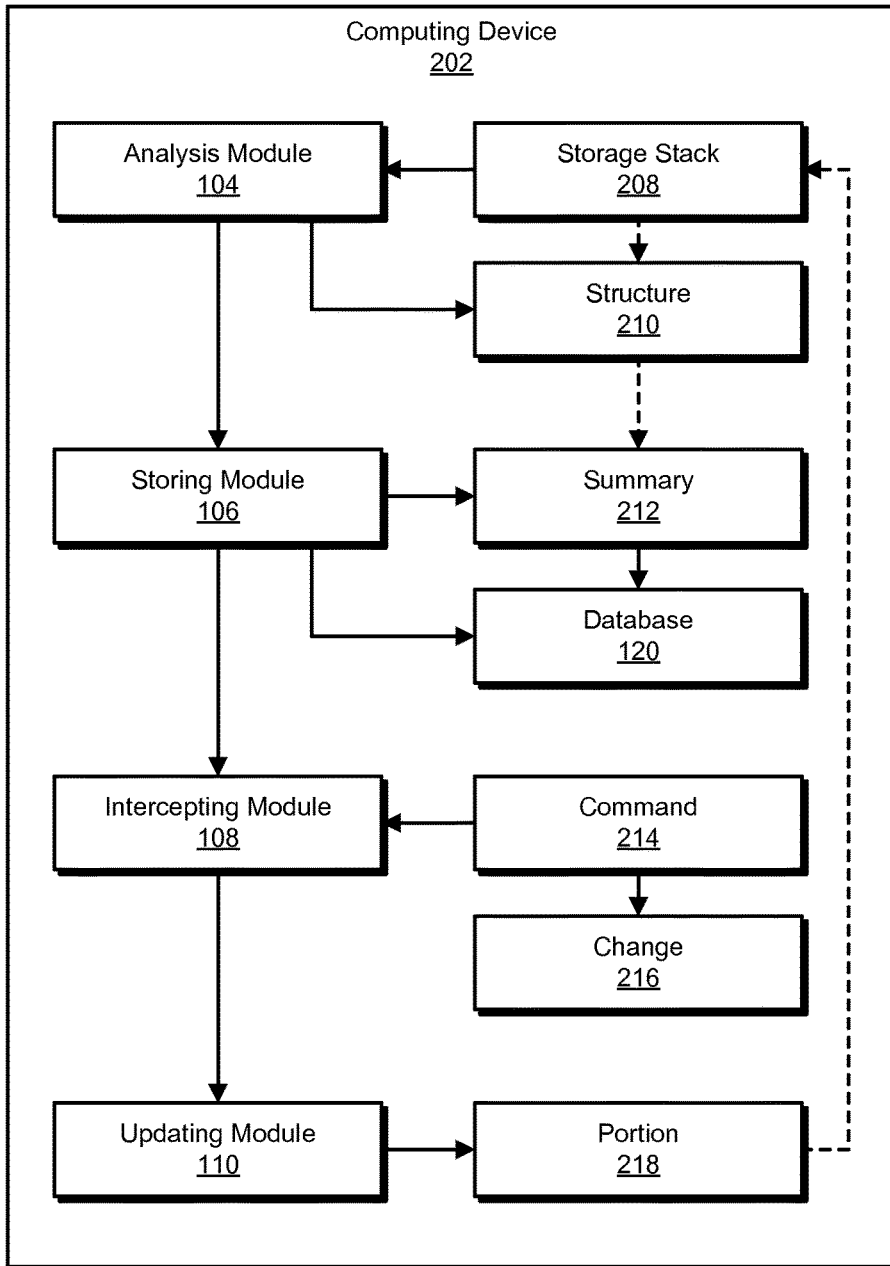 Computing Device
202
Analysis Module
104
Storage Stack
208
Structure
210
Storing Module
106
Summary
212
Database
120
Intercepting Module
108
Command
214
Change
216
Updating Module
110
Portion
218